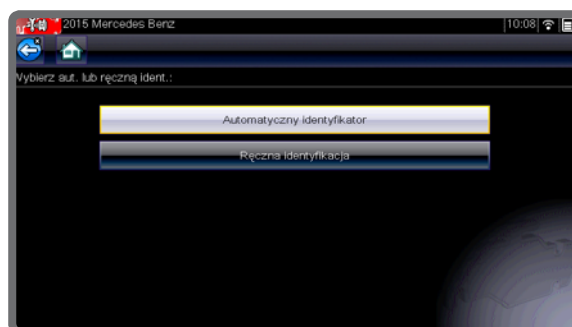 2015 Mercedes Benz
10:08
Wybierz aut. lub ręczną ident.:
Automatyczny identyfikator
Ręczna identyfikacja